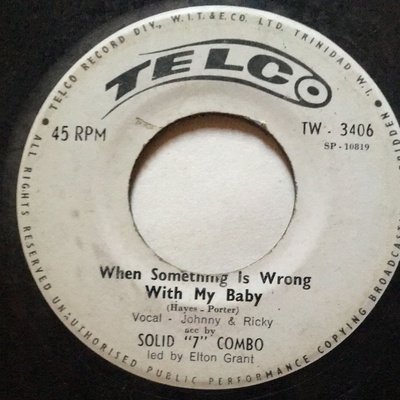 TELCO RECORD DIV., W.I.T. & E. CO. LTD. TRINIDAD W.I.
TELCO
45 RPM
TW - 3406
SP - 10819
When Something Is Wrong
With My Baby
(Hayes - Porter)
Vocal - Johnny & Ricky
acc by
SOLID "7" COMBO
led by Elton Grant
ALL RIGHTS RESERVED UNAUTHORISED PUBLIC PERFORMANCE COPYING BROADCASTING